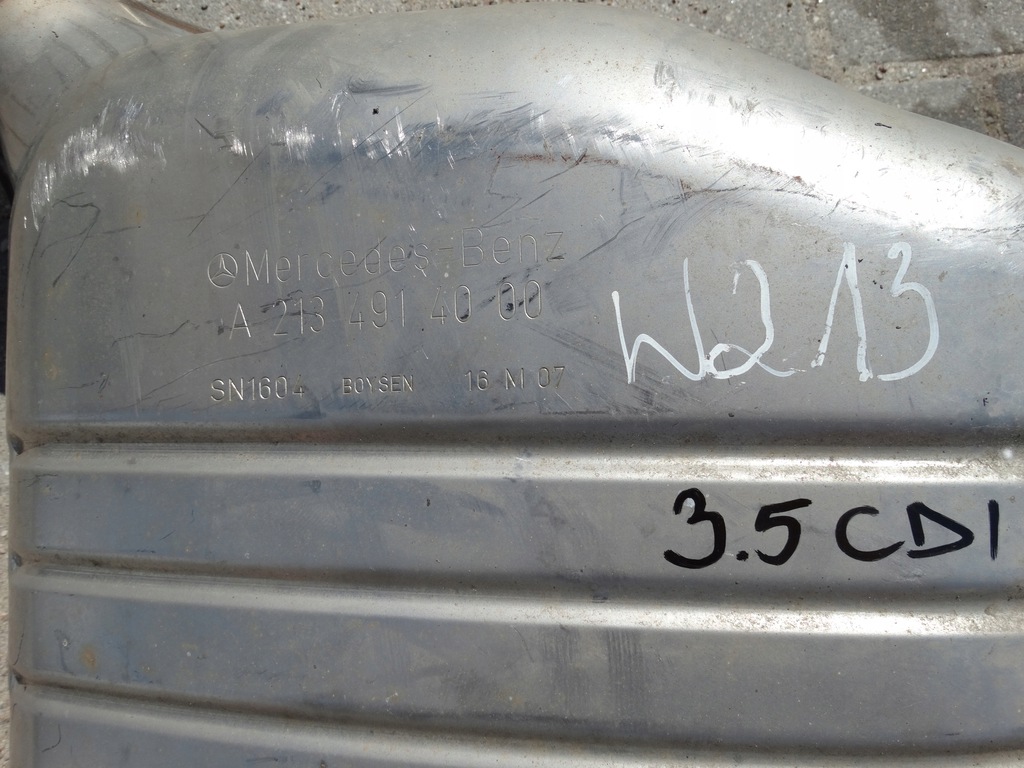 Mercedes-Benz
A 213 491 40 00
SN1604 BOYSEN 16 M 07
W213
3.5 CDI